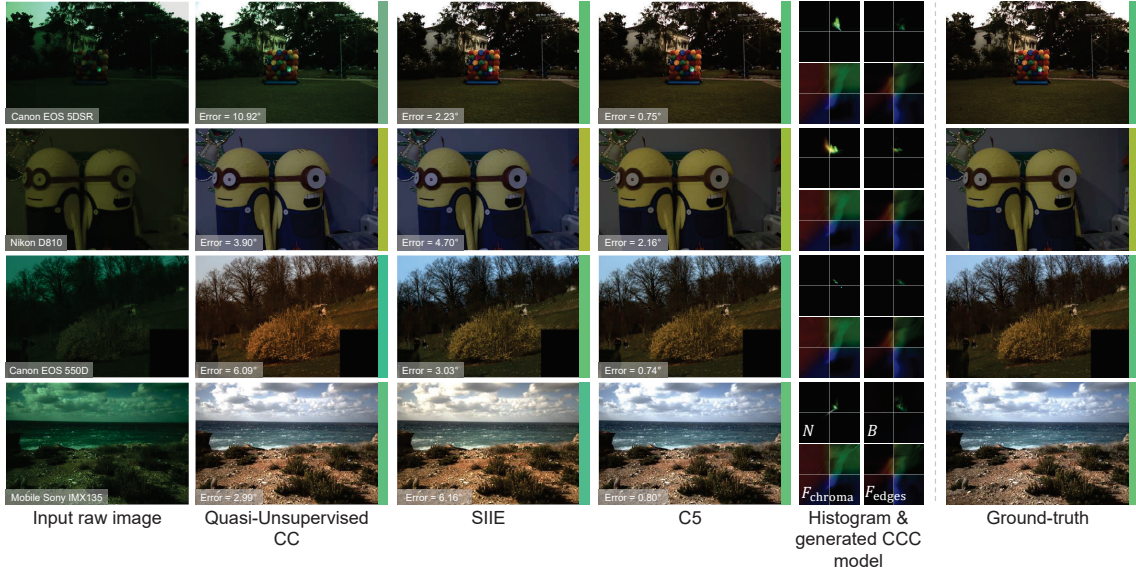 Canon EOS 5DSR
Error = 10.92°
Error = 2.23°
Error = 0.75°
Nikon D810
Error = 3.90°
Error = 4.70°
Error = 2.16°
Canon EOS 550D
Error = 6.09°
Error = 3.03°
Error = 0.74°
N
B
Mobile Sony IMX135
Error = 2.99°
Error = 6.16°
Error = 0.80°
Fchroma
Fedges
Input raw image
Quasi-Unsupervised
CC
SIIE
C5
Histogram &
generated CCC
model
Ground-truth